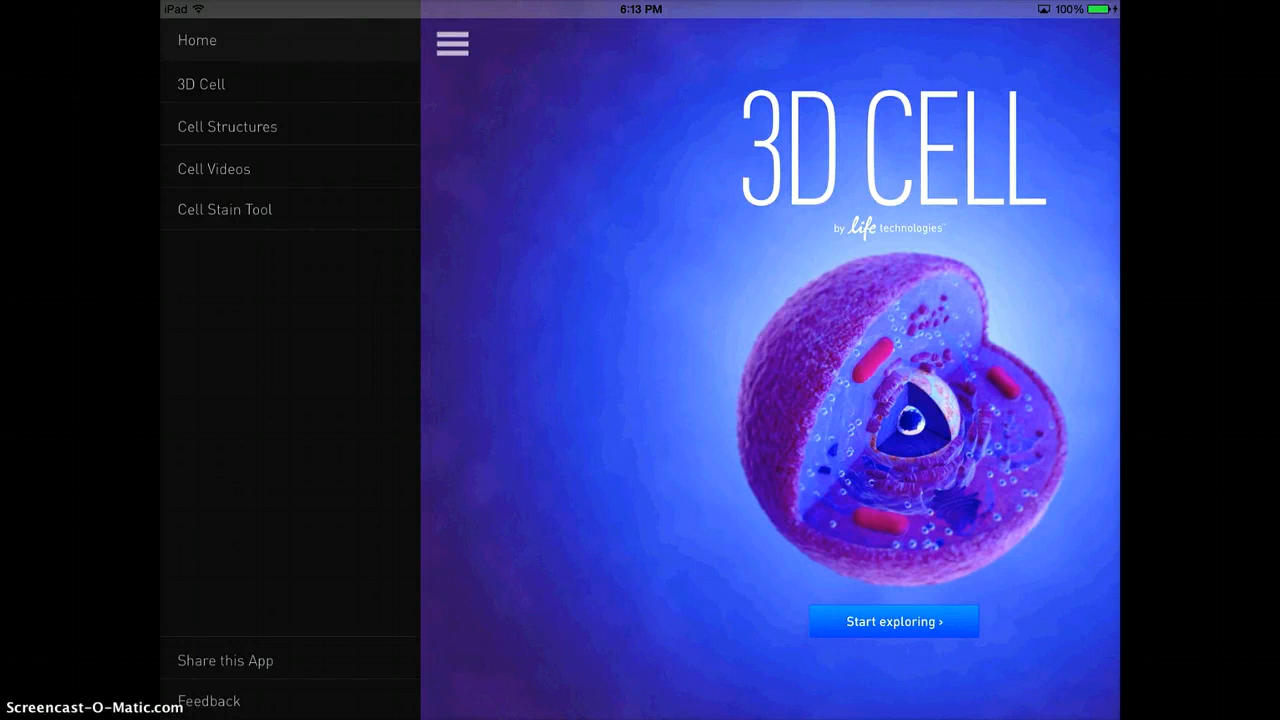 iPad 6:13 PM 100%
Home
3D Cell
Cell Structures
Cell Videos
Cell Stain Tool
Share this App
Feedback
3D CELL
by life technologies™
Start exploring ›
Screencast-O-Matic.com